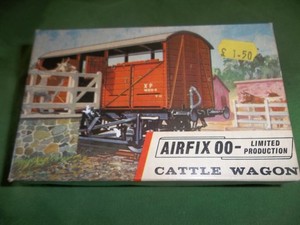 £ 1.50
B R
AIRFIX 00-
LIMITED
PRODUCTION
CATTLE WAGON